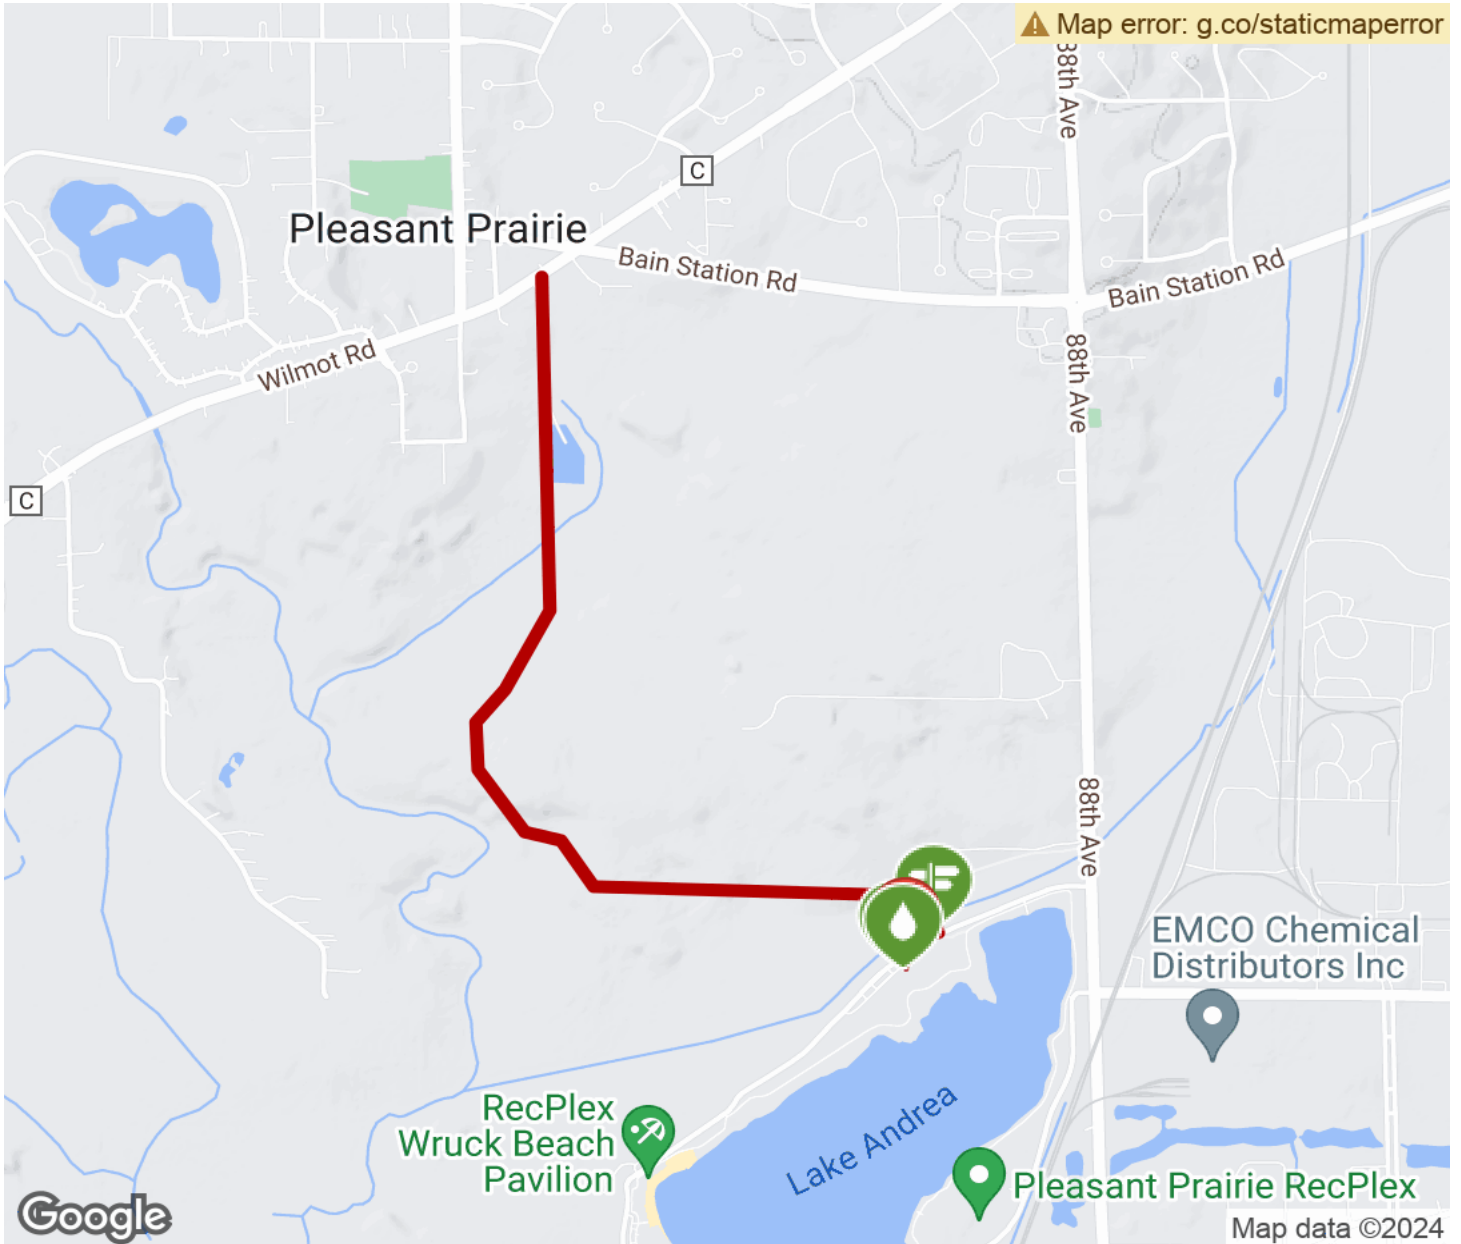 Map error: g.co/staticmaperror
88th Ave
C
Pleasant Prairie
Bain Station Rd
Bain Station Rd
Wilmot Rd
88th Ave
C
88th Ave
EMCO Chemical
Distributors Inc
RecPlex
Wruck Beach
Pavilion
Lake Andrea
Pleasant Prairie RecPlex
Google
Map data ©2024